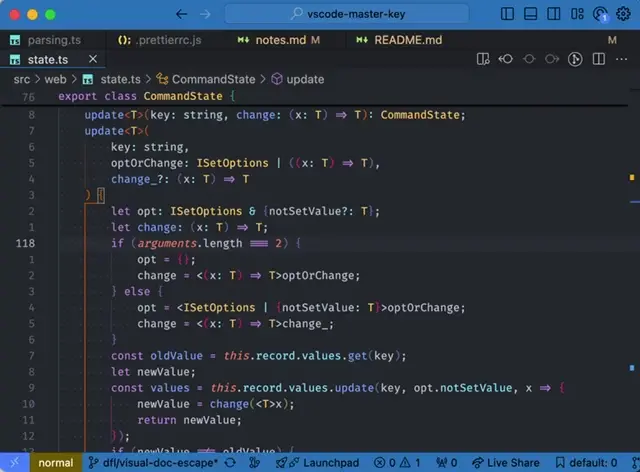 vscode-master-key
parsing.ts
.prettierrc.js
notes.md M
README.md
M
state.ts
src > web > state.ts > CommandState > update
76 export class CommandState {
8 update<T>(key: string, change: (x: T) => T): CommandState;
7 update<T>(
6 key: string,
5 optOrChange: ISetOptions | ((x: T) => T),
4 change_?: (x: T) => T
3 ) {
2 let opt: ISetOptions & {notSetValue?: T};
1 let change: (x: T) => T;
118 if (arguments.length === 2) {
1 opt = {};
2 change = <(x: T) => T>optOrChange;
3 } else {
4 opt = <ISetOptions | {notSetValue: T}>optOrChange;
5 change = <(x: T) => T>change_;
6 }
7 const oldValue = this.record.values.get(key);
8 let newValue;
9 const values = this.record.values.update(key, opt.notSetValue, x => {
10 newValue = change(<T>x);
11 return newValue;
12 });
13 if (newValue !== oldValue) {
normal dfl/visual-doc-escape* Launchpad 0 1 0 Live Share default: 0